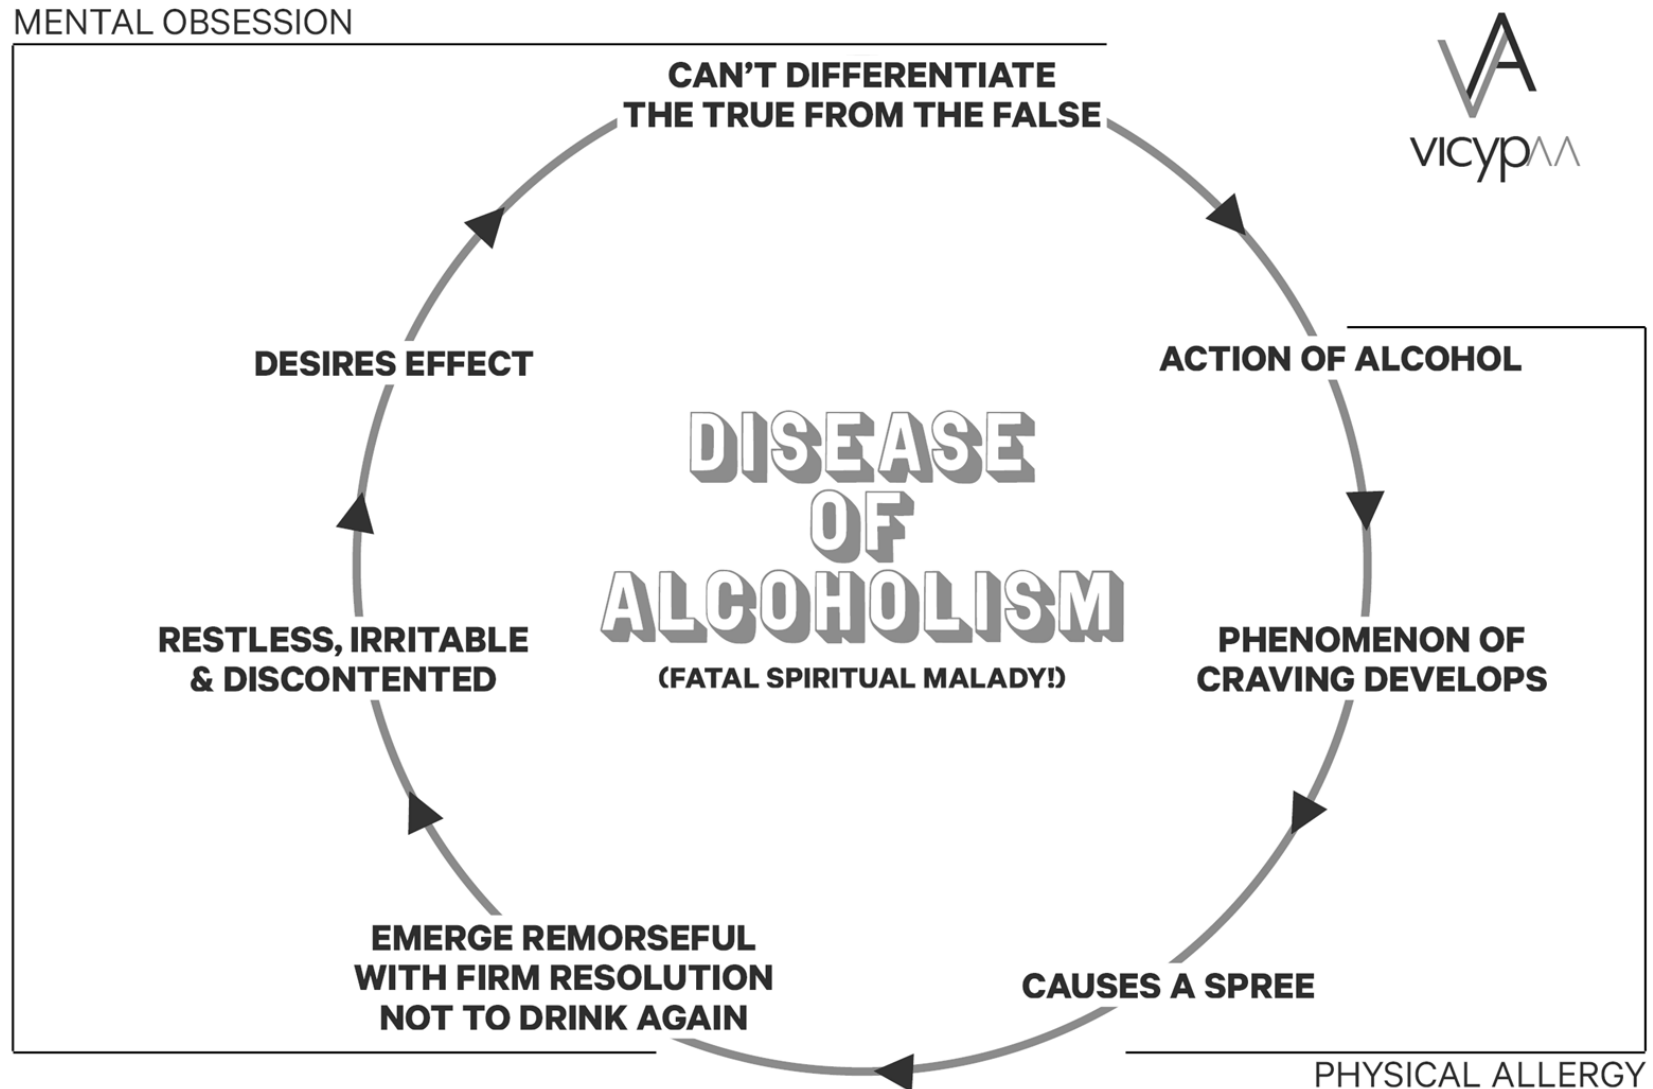 MENTAL OBSESSION
CAN'T DIFFERENTIATE
THE TRUE FROM THE FALSE
VA
vicypAA
ACTION OF ALCOHOL
PHENOMENON OF
CRAVING DEVELOPS
CAUSES A SPREE
EMERGE REMORSEFUL
WITH FIRM RESOLUTION
NOT TO DRINK AGAIN
RESTLESS, IRRITABLE
& DISCONTENTED
DESIRES EFFECT
DISEASE
OF
ALCOHOLISM
(FATAL SPIRITUAL MALADY!)
PHYSICAL ALLERGY